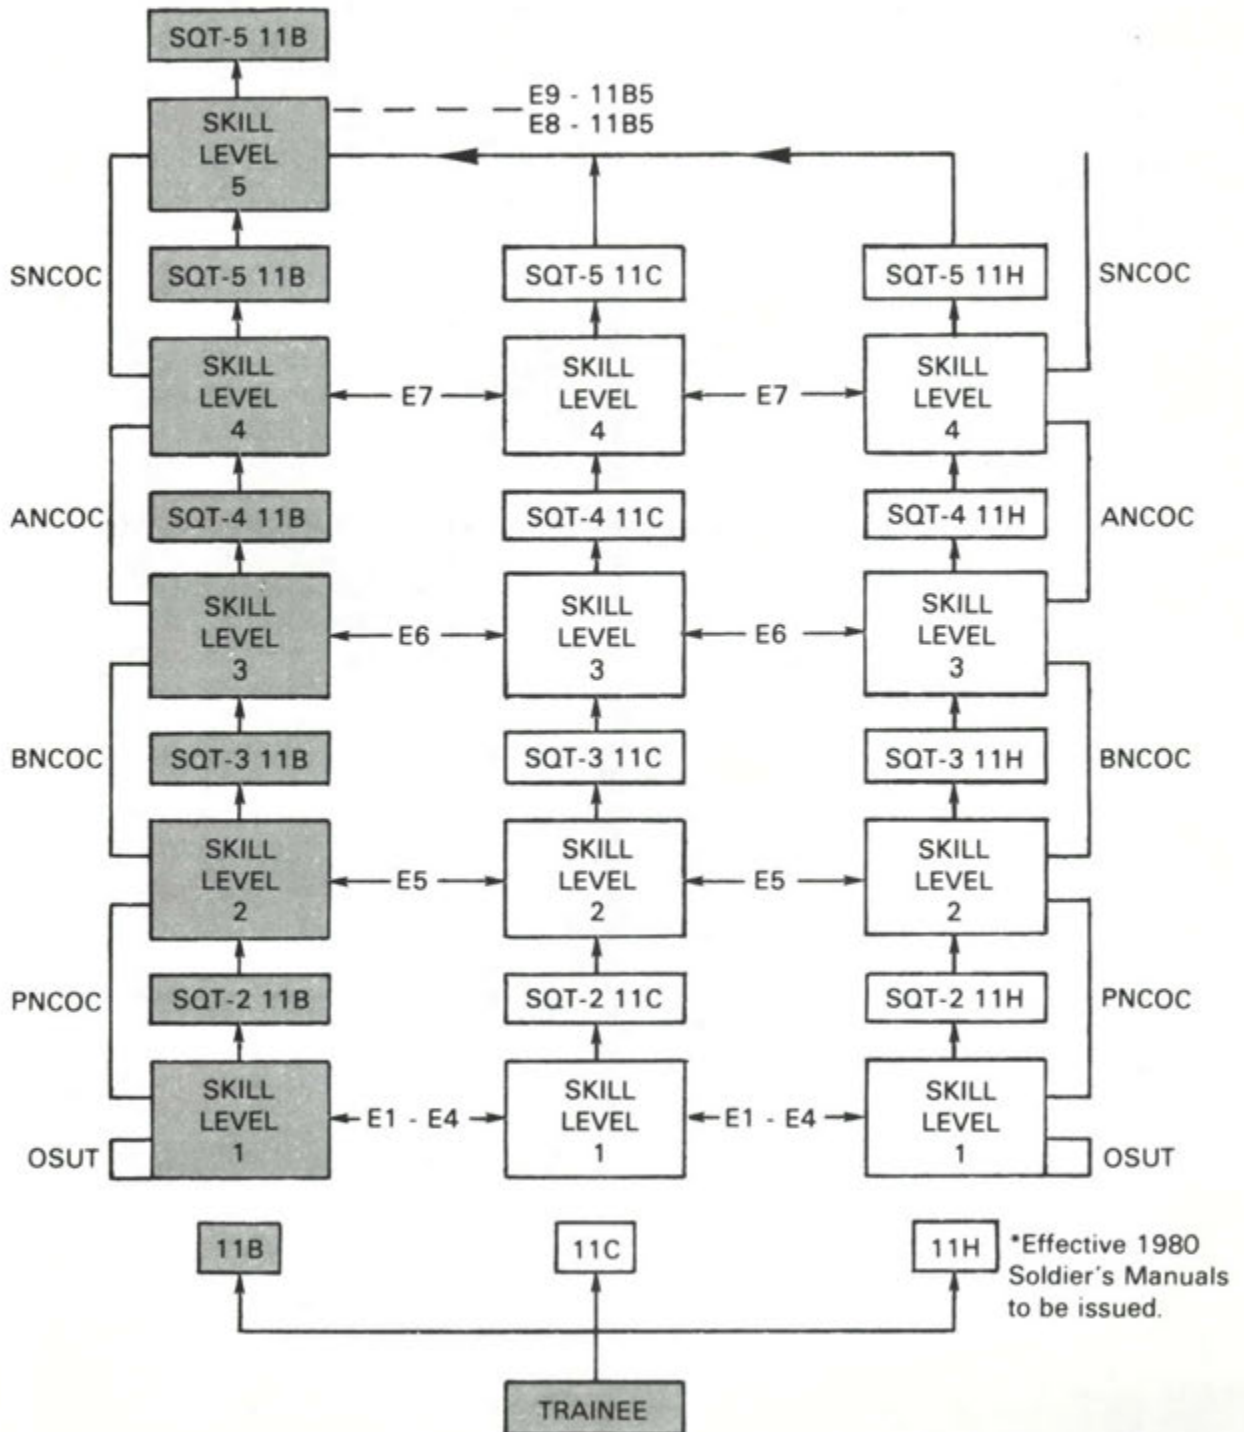 SQT-5 11B
E9 - 11B5
E8 - 11B5
SKILL
LEVEL
5
SNCOC
SQT-5 11B
SQT-5 11C
SQT-5 11H
SNCOC
SKILL
LEVEL
4
E7
SKILL
LEVEL
4
E7
SKILL
LEVEL
4
ANCOC
SQT-4 11B
SQT-4 11C
SQT-4 11H
ANCOC
SKILL
LEVEL
3
E6
SKILL
LEVEL
3
E6
SKILL
LEVEL
3
BNCOC
SQT-3 11B
SQT-3 11C
SQT-3 11H
BNCOC
SKILL
LEVEL
2
E5
SKILL
LEVEL
2
E5
SKILL
LEVEL
2
PNCOC
SQT-2 11B
SQT-2 11C
SQT-2 11H
PNCOC
SKILL
LEVEL
1
E1 - E4
SKILL
LEVEL
1
E1 - E4
SKILL
LEVEL
1
OSUT
OSUT
11B
11C
11H
*Effective 1980
Soldier's Manuals
to be issued.
TRAINEE